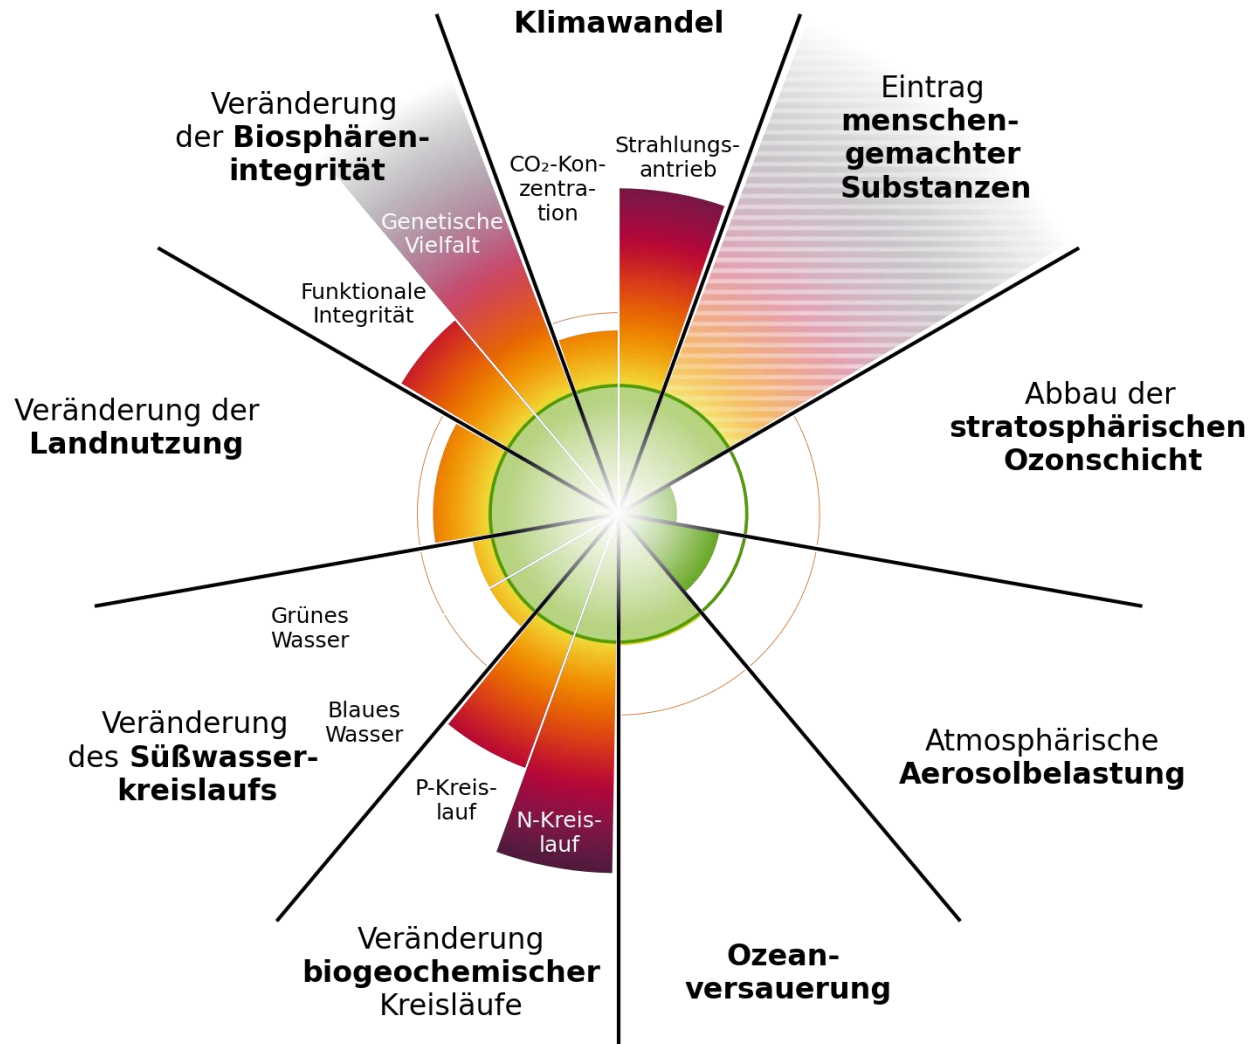 Klimawandel
CO₂-Kon-
zentra-
tion
Strahlungs-
antrieb
Eintrag
menschen-
gemachter
Substanzen
Abbau der
stratosphärischen
Ozonschicht
Atmosphärische
Aerosolbelastung
Ozean-
versauerung
Veränderung
biogeochemischer
Kreisläufe
P-Kreis-
lauf
N-Kreis-
lauf
Veränderung
des Süßwasser-
kreislaufs
Grünes
Wasser
Blaues
Wasser
Veränderung der
Landnutzung
Veränderung
der Biosphären-
integrität
Funktionale
Integrität
Genetische
Vielfalt